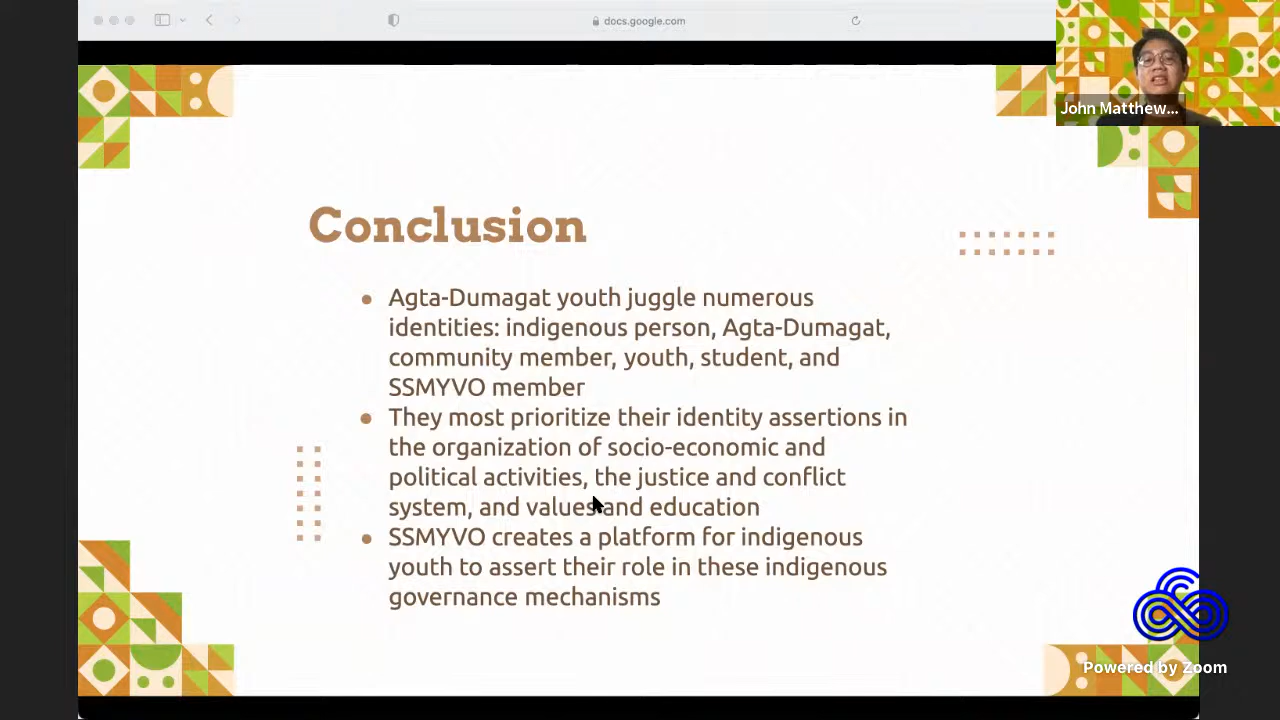 docs.google.com
John Matthew...
Conclusion
● Agta-Dumagat youth juggle numerous
identities: indigenous person, Agta-Dumagat,
community member, youth, student, and
SSMYVO member
● They most prioritize their identity assertions in
the organization of socio-economic and
political activities, the justice and conflict
system, and values and education
● SSMYVO creates a platform for indigenous
youth to assert their role in these indigenous
governance mechanisms
Powered by Zoom